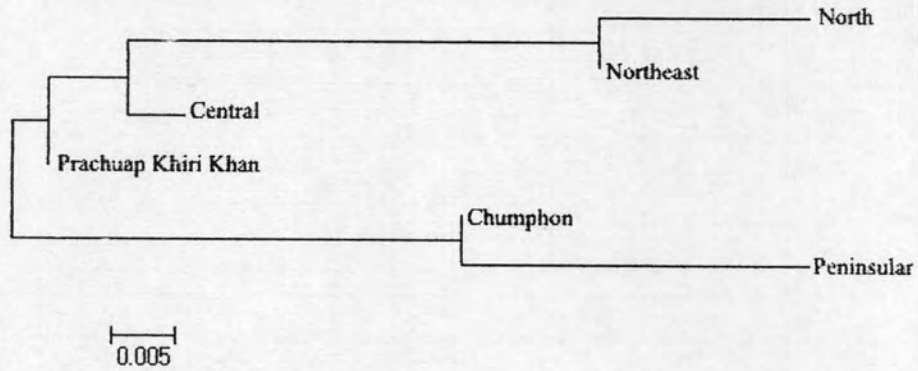 North
Northeast
Central
Prachuap Khiri Khan
Chumphon
Peninsular
0.005